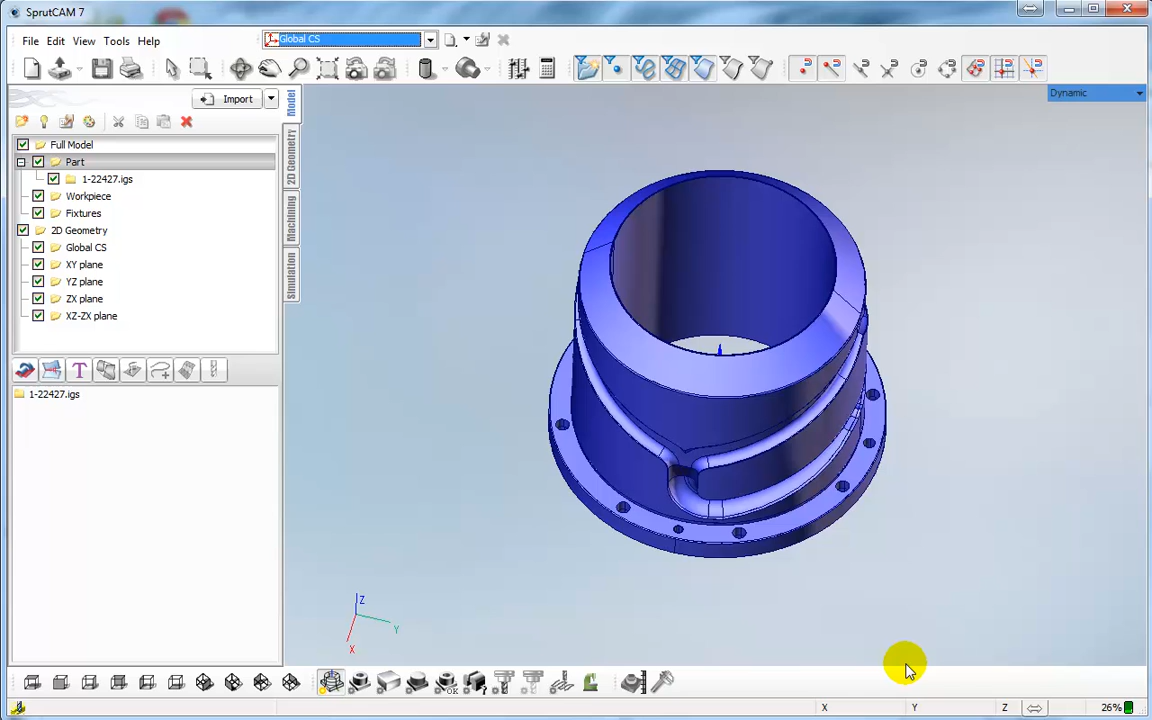 SprutCAM 7
File Edit View Tools Help
Global CS
Import
Dynamic
Model
2D Geometry
Machining
Simulation
Full Model
Part
1-22427.igs
Workpiece
Fixtures
2D Geometry
Global CS
XY plane
YZ plane
ZX plane
XZ-ZX plane
T
1-22427.igs
Z
Y
X
OK
X Y Z 26%